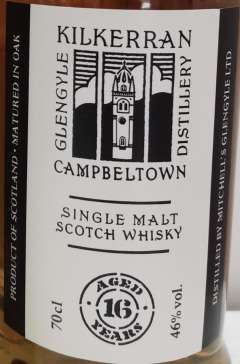 KILKERRAN
GLENGYLE
DISTILLERY
CAMPBELTOWN
SINGLE MALT
SCOTCH WHISKY
70cl
AGED
16
YEARS
46% vol.
PRODUCT OF SCOTLAND · MATURED IN OAK
DISTILLED BY MITCHELL'S GLENGYLE LTD.